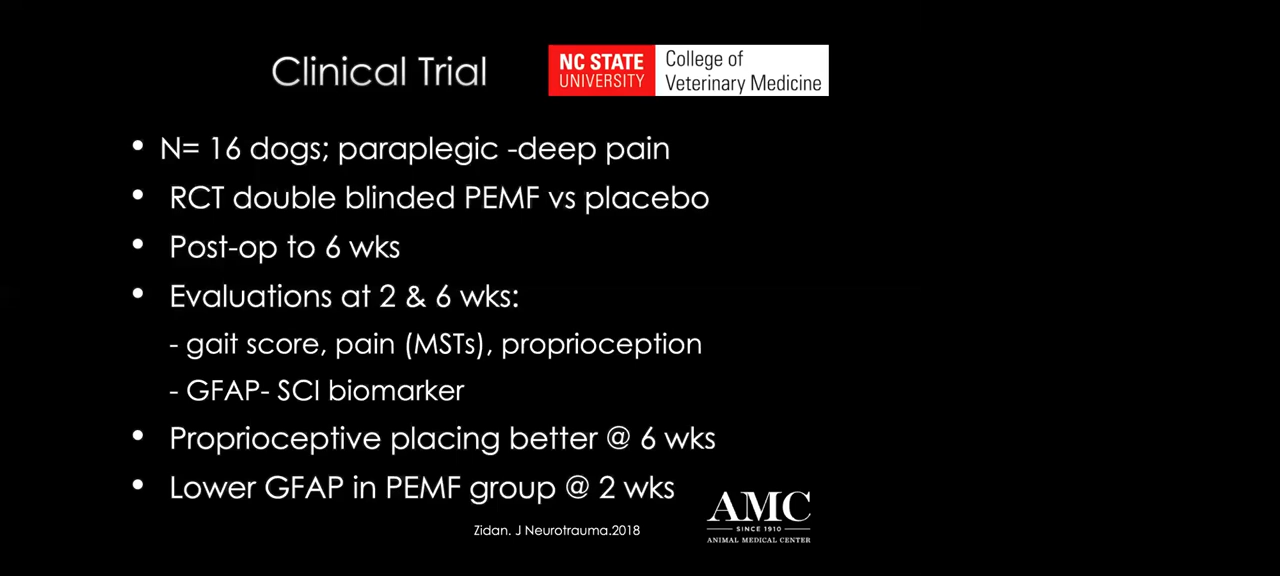 Clinical Trial
NC STATE
UNIVERSITY
College of
Veterinary Medicine
• N= 16 dogs; paraplegic -deep pain
• RCT double blinded PEMF vs placebo
• Post-op to 6 wks
• Evaluations at 2 & 6 wks:
- gait score, pain (MSTs), proprioception
- GFAP- SCI biomarker
• Proprioceptive placing better @ 6 wks
• Lower GFAP in PEMF group @ 2 wks
Zidan. J Neurotrauma.2018
AMC
SINCE 1910
ANIMAL MEDICAL CENTER